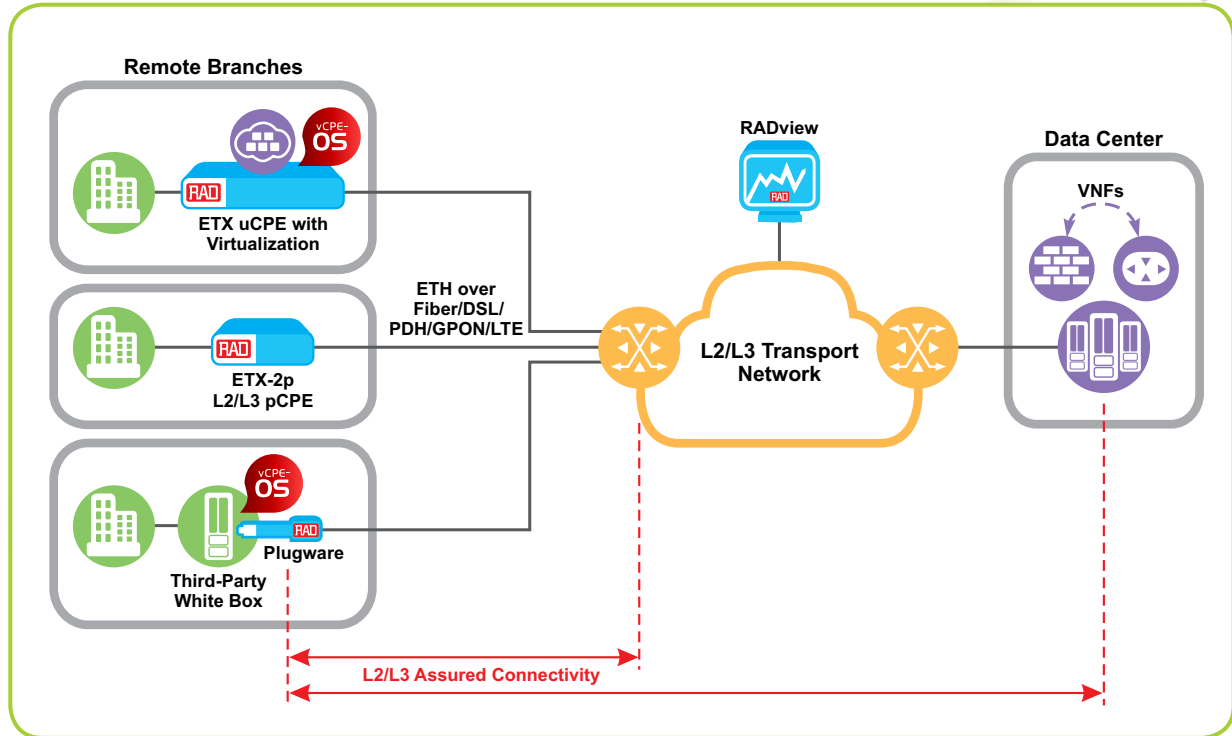 Remote Branches
vCPE-
OS
RAD
ETX uCPE with
Virtualization
RAD
ETX-2p
L2/L3 pCPE
vCPE-
OS
RAD
Plugware
Third-Party
White Box
ETH over
Fiber/DSL/
PDH/GPON/LTE
RADview
RAD
L2/L3 Transport
Network
Data Center
VNFs
L2/L3 Assured Connectivity